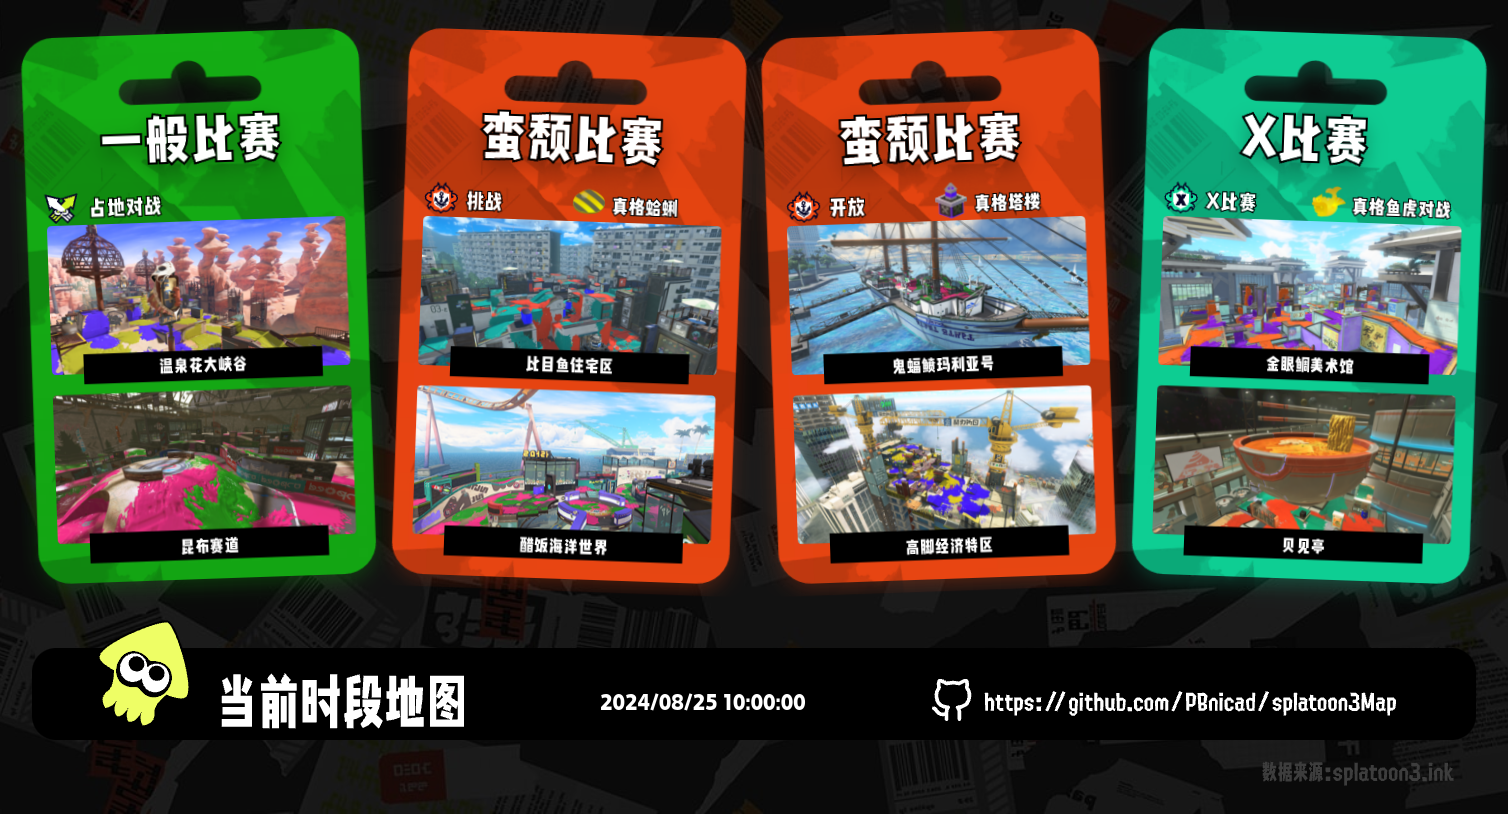 一般比赛
占地对战
温泉花大峡谷
昆布赛道
蛮颓比赛
挑战
真格蛤蜊
比目鱼住宅区
醋饭海洋世界
蛮颓比赛
开放
真格塔楼
鬼蝠鲼玛利亚号
高脚经济特区
X比赛
X比赛
真格鱼虎对战
金眼鲷美术馆
贝见亭
当前时段地图
2024/08/25 10:00:00
https://github.com/PBnicad/splatoon3Map
数据来源:splatoon3.ink